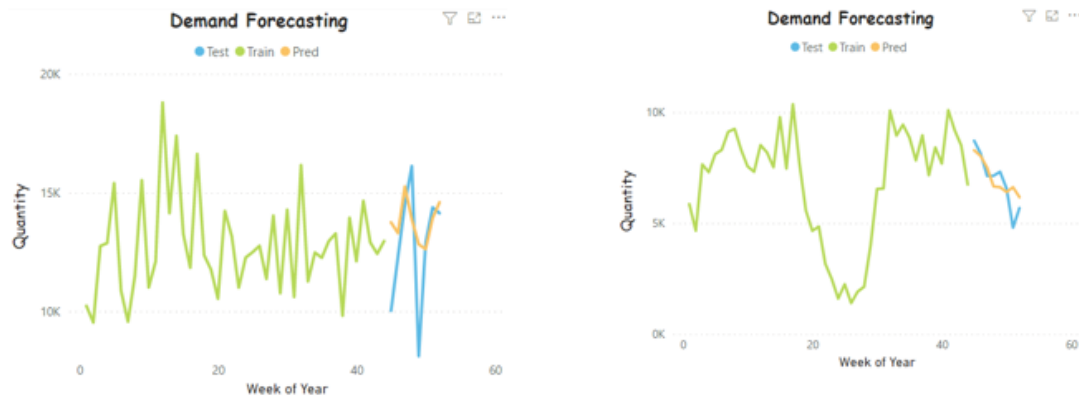 Demand Forecasting
Test Train Pred
20K
15K
10K
Quantity
0 20 40 60
Week of Year
Demand Forecasting
Test Train Pred
10K
5K
0K
Quantity
0 20 40 60
Week of Year